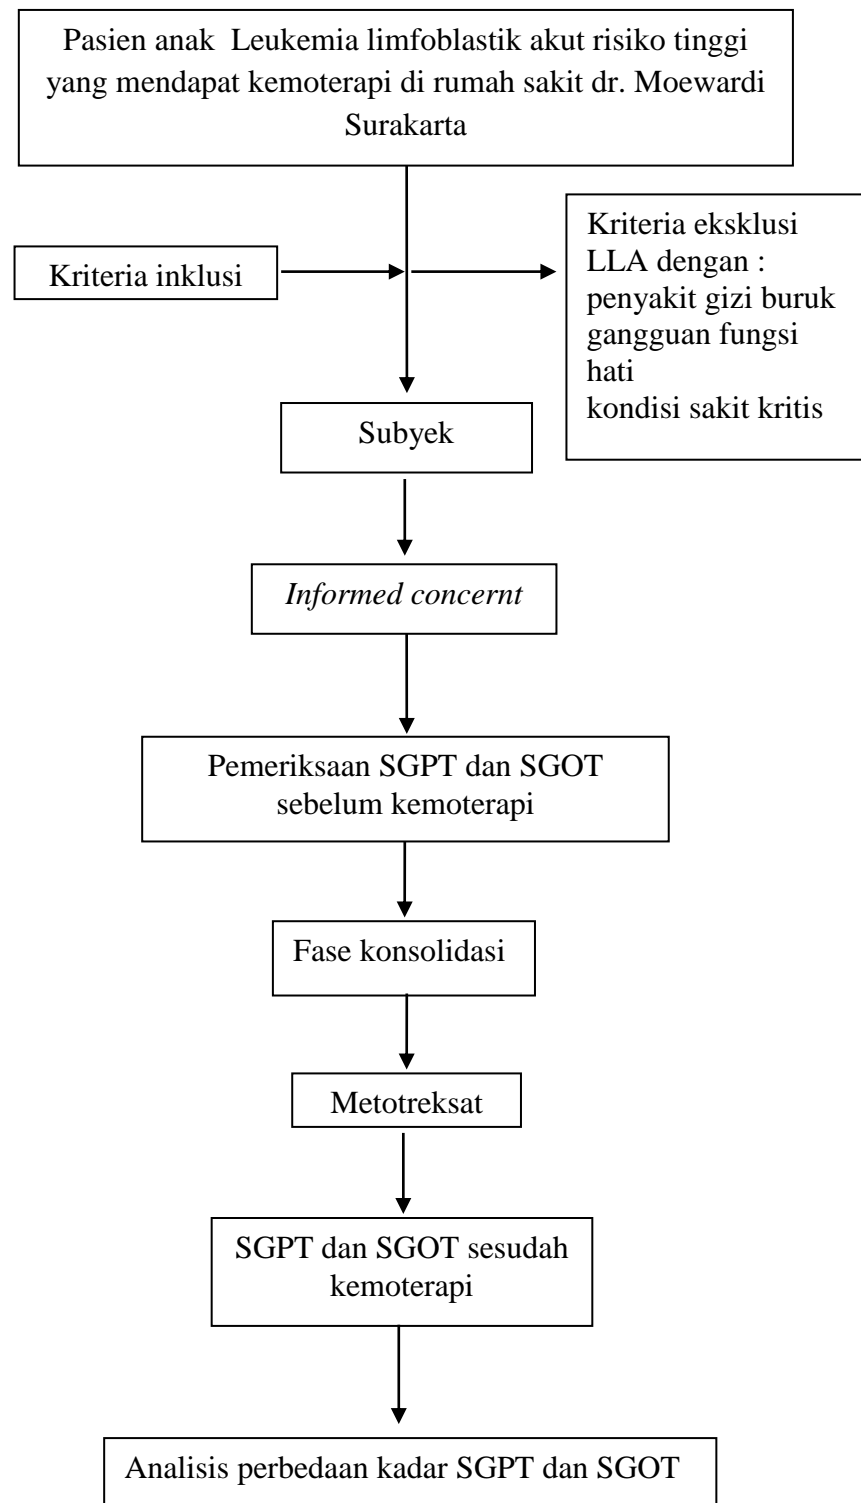 Pasien anak  Leukemia limfoblastik akut risiko tinggi
yang mendapat kemoterapi di rumah sakit dr. Moewardi
Surakarta
Kriteria inklusi
Kriteria eksklusi
LLA dengan :
penyakit gizi buruk
gangguan fungsi
hati
kondisi sakit kritis
Subyek
Informed concernt
Pemeriksaan SGPT dan SGOT
sebelum kemoterapi
Fase konsolidasi
Metotreksat
SGPT dan SGOT sesudah
kemoterapi
Analisis perbedaan kadar SGPT dan SGOT